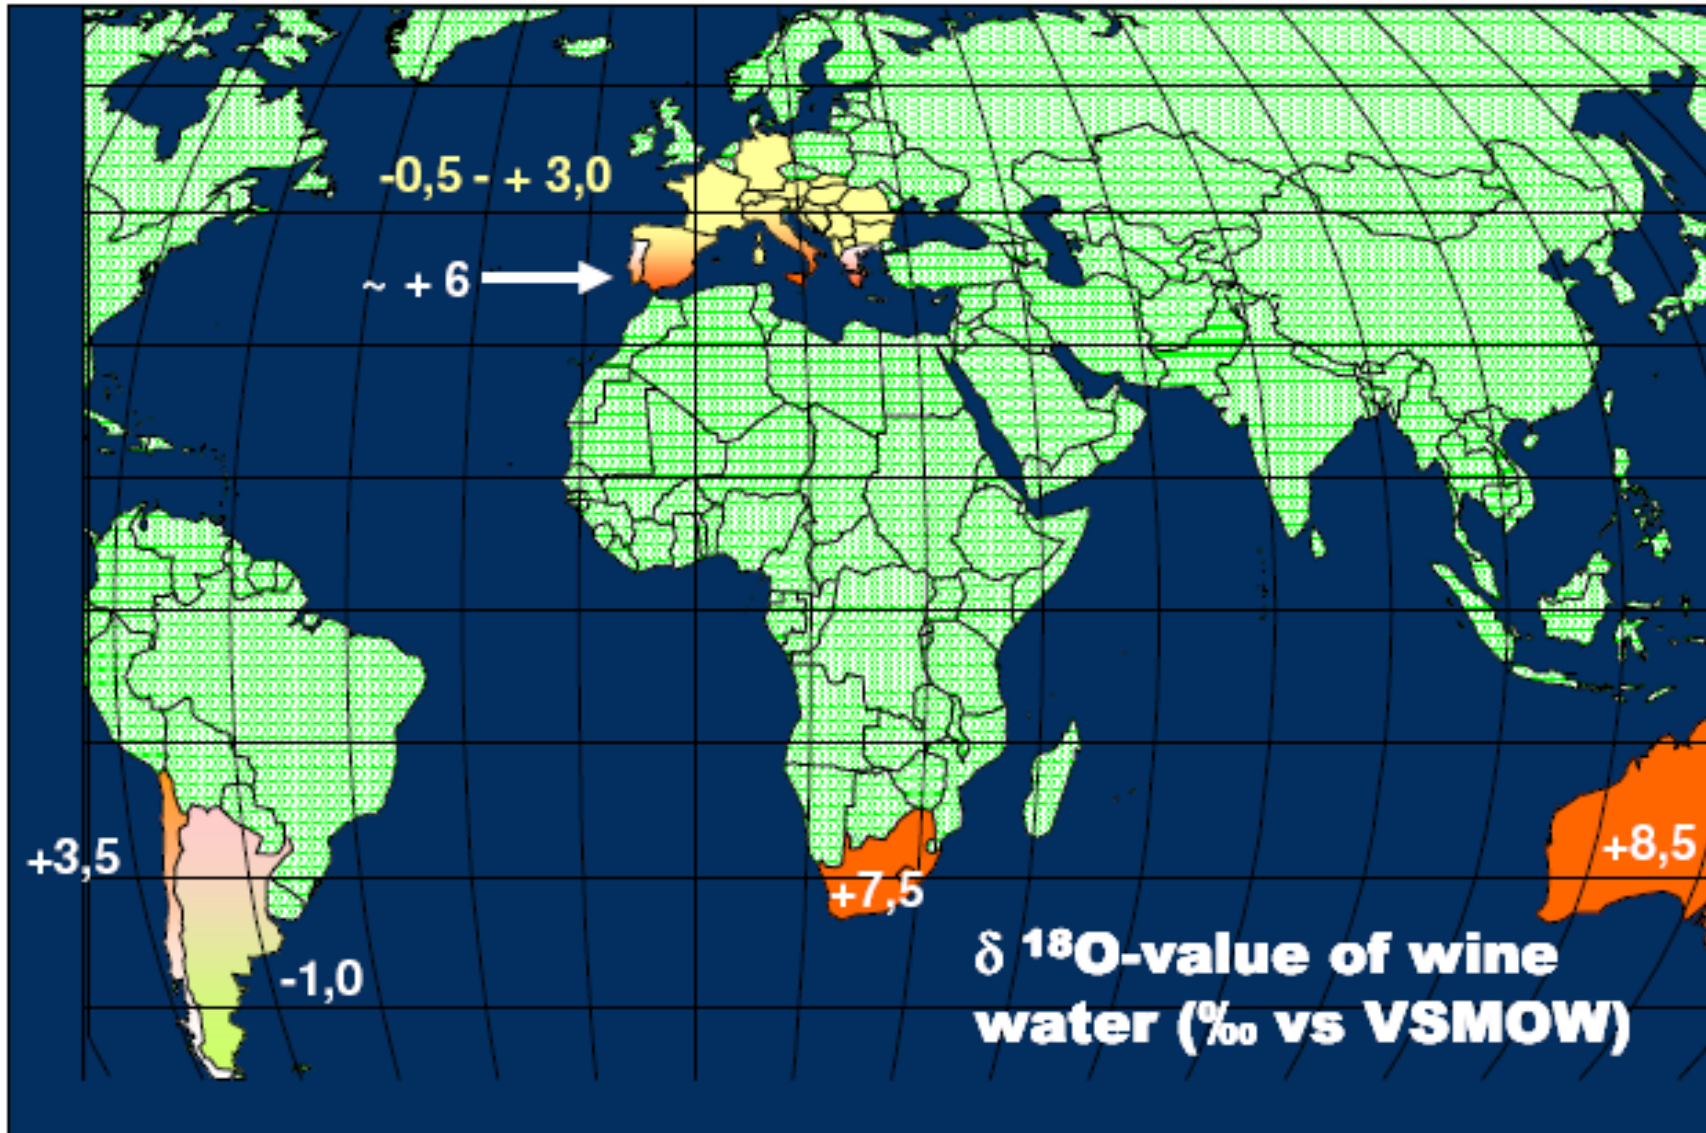 -0,5 - + 3,0
~ + 6
+3,5
+8,5
+7,5
-1,0
δ ¹⁸O-value of wine
water (‰ vs VSMOW)